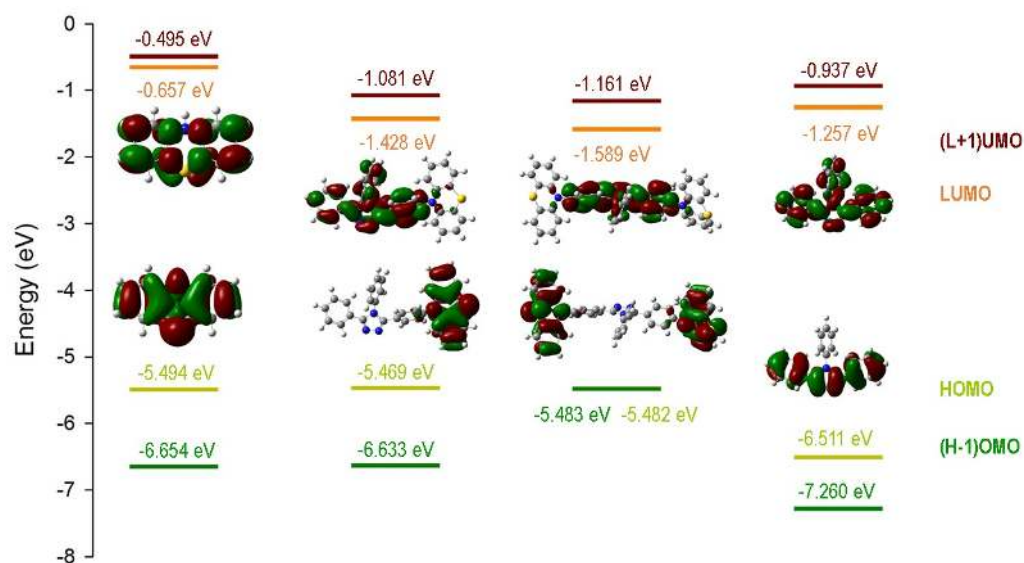 Energy (eV)
0
-1
-2
-3
-4
-5
-6
-7
-8
-0.495 eV
-0.657 eV
-5.494 eV
-6.654 eV
-1.081 eV
-1.428 eV
-5.469 eV
-6.633 eV
-1.161 eV
-1.589 eV
-5.483 eV -5.482 eV
-0.937 eV
-1.257 eV
-6.511 eV
-7.260 eV
(L+1)UMO
LUMO
HOMO
(H-1)OMO